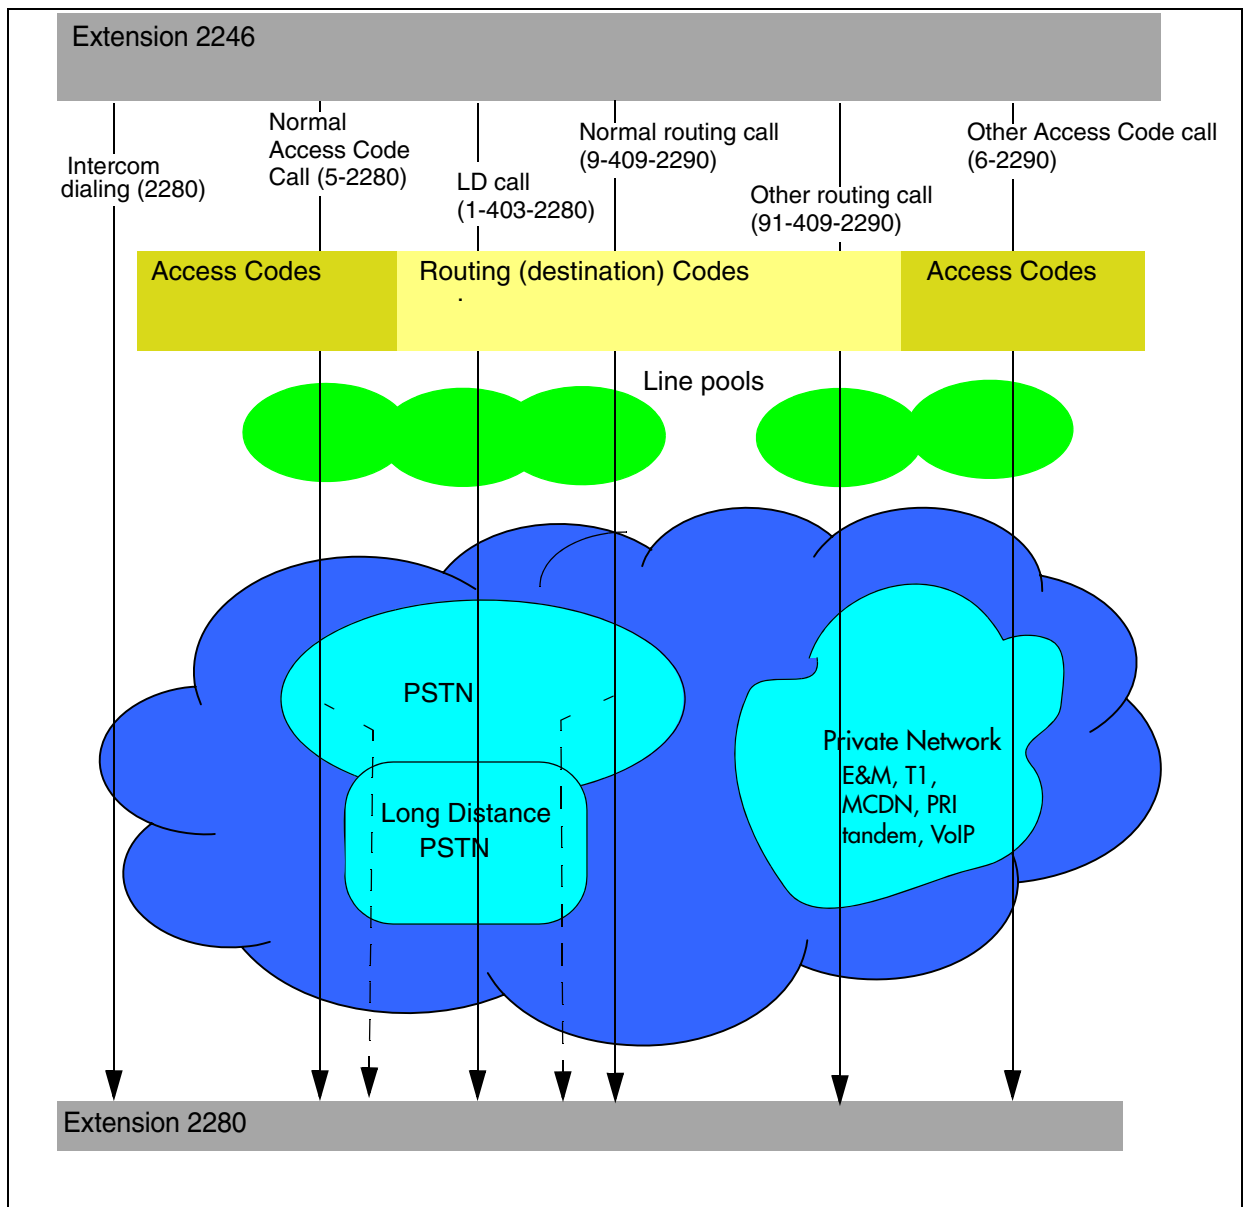 Extension 2246
Normal
Access Code
Call (5-2280)
Normal routing call
(9-409-2290)
Other Access Code call
(6-2290)
Intercom
dialing (2280)
LD call
(1-403-2280)
Other routing call
(91-409-2290)
Access Codes
Routing (destination) Codes
.
Access Codes
Line pools
PSTN
Private Network
E&M, T1,
MCDN, PRI
tandem, VoIP
Long Distance
PSTN
Extension 2280